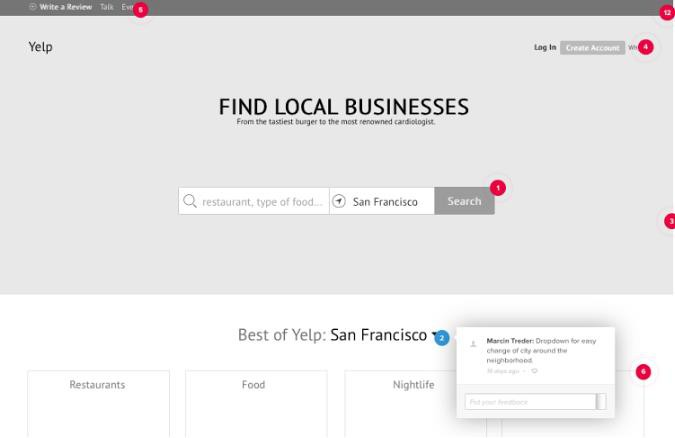 Write a Review Talk
5
12
Yelp
Log In Create Account
4
FIND LOCAL BUSINESSES
From the tastiest burger to the most renowned cardiologist.
1
restaurant, type of food... San Francisco Search
3
Best of Yelp: San Francisco
2
Marcin Treder: Dropdown for easy
change of city around the
neighborhood.
days ago
Put your feedback
6
Restaurants Food Nightlife